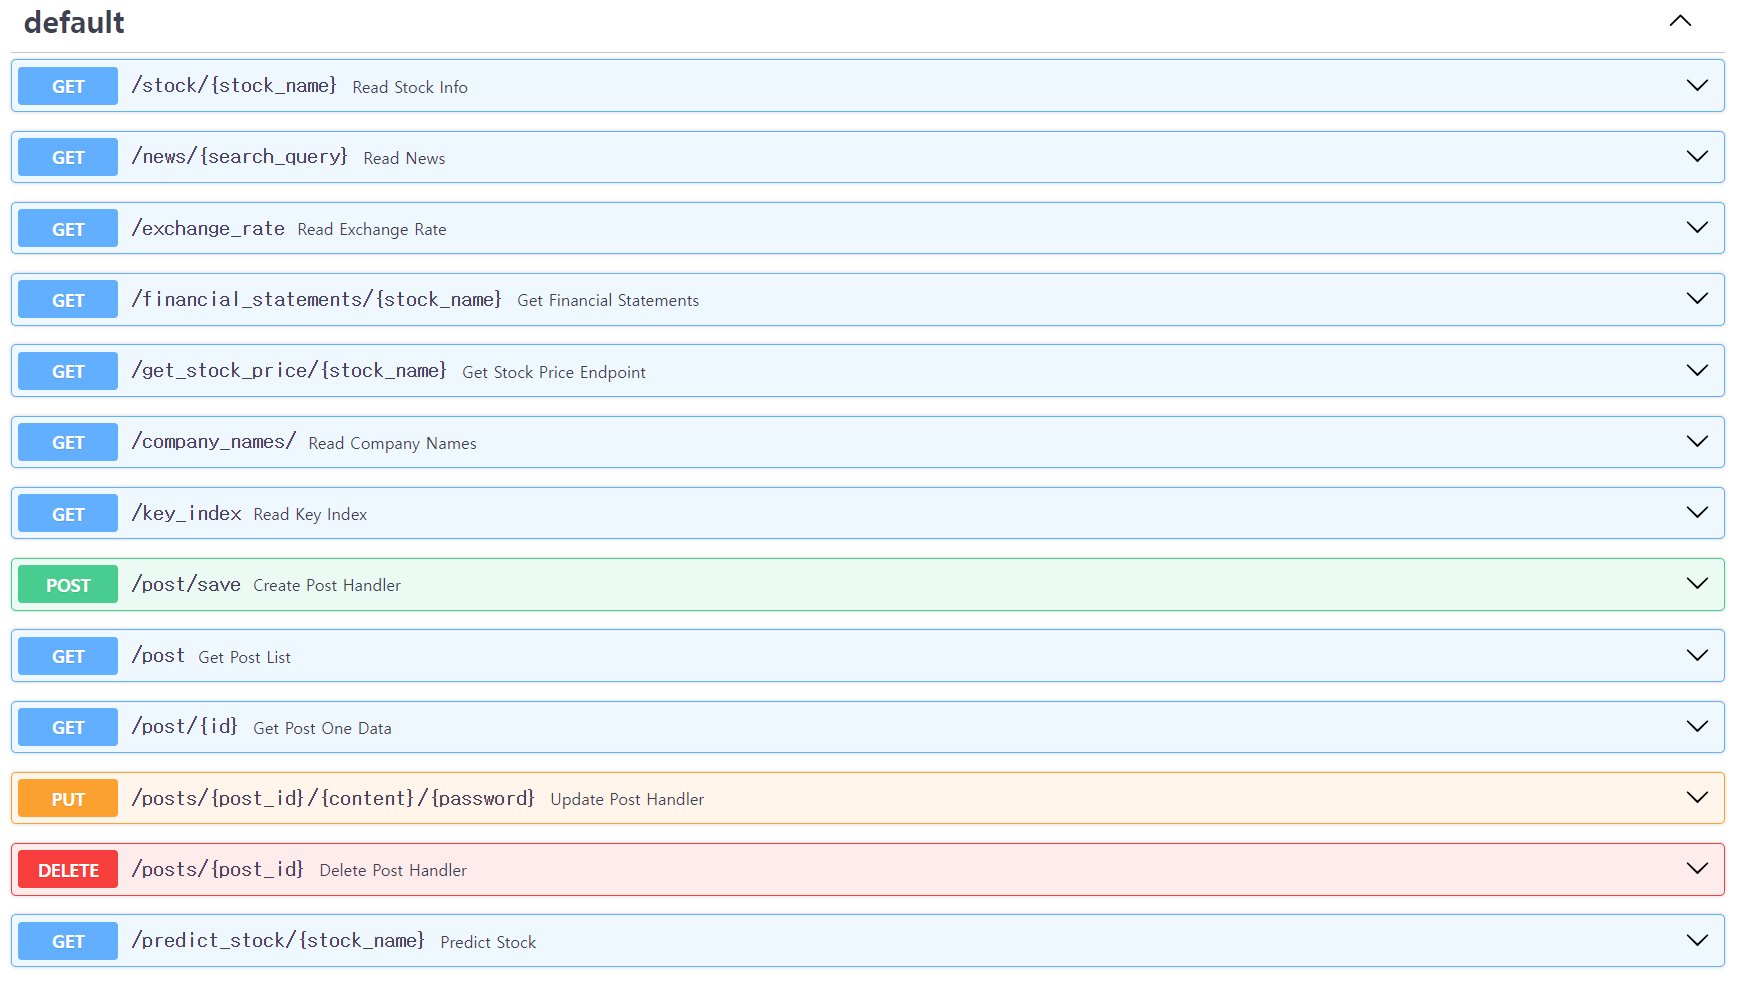 default
GET /stock/{stock_name} Read Stock Info
GET /news/{search_query} Read News
GET /exchange_rate Read Exchange Rate
GET /financial_statements/{stock_name} Get Financial Statements
GET /get_stock_price/{stock_name} Get Stock Price Endpoint
GET /company_names/ Read Company Names
GET /key_index Read Key Index
POST /post/save Create Post Handler
GET /post Get Post List
GET /post/{id} Get Post One Data
PUT /posts/{post_id}/{content}/{password} Update Post Handler
DELETE /posts/{post_id} Delete Post Handler
GET /predict_stock/{stock_name} Predict Stock